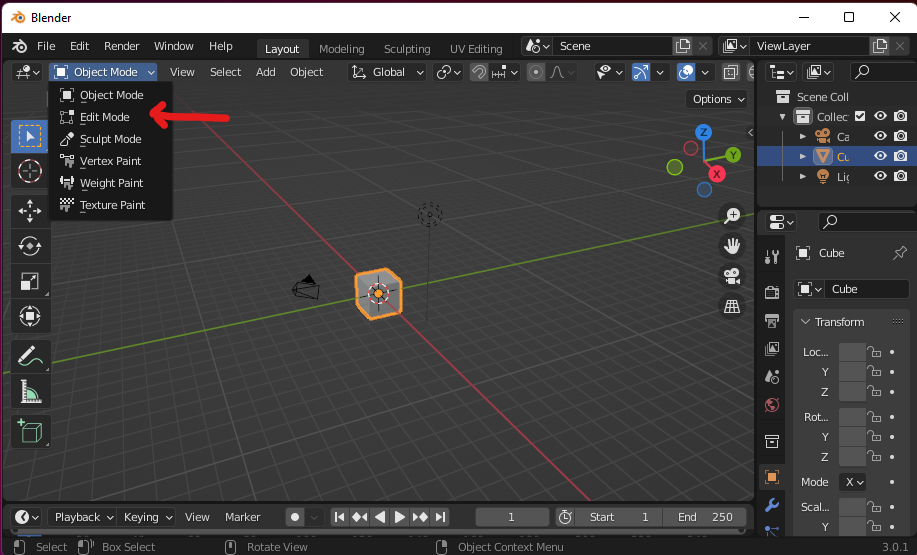 Blender
File Edit Render Window Help Layout Modeling Sculpting UV Editing Scene ViewLayer
Object Mode View Select Add Object Global
Options
Object Mode
Edit Mode
Sculpt Mode
Vertex Paint
Weight Paint
Texture Paint
Z
Y
X
Scene Coll
Collec
Ca
Cu
Lig
Cube
Cube
Transform
Loc...
Y
Z
Rot...
Y
Z
Mode X
Scal...
Y
Playback Keying View Marker 1 Start 1 End 250
Select Box Select Rotate View Object Context Menu 3.0.1